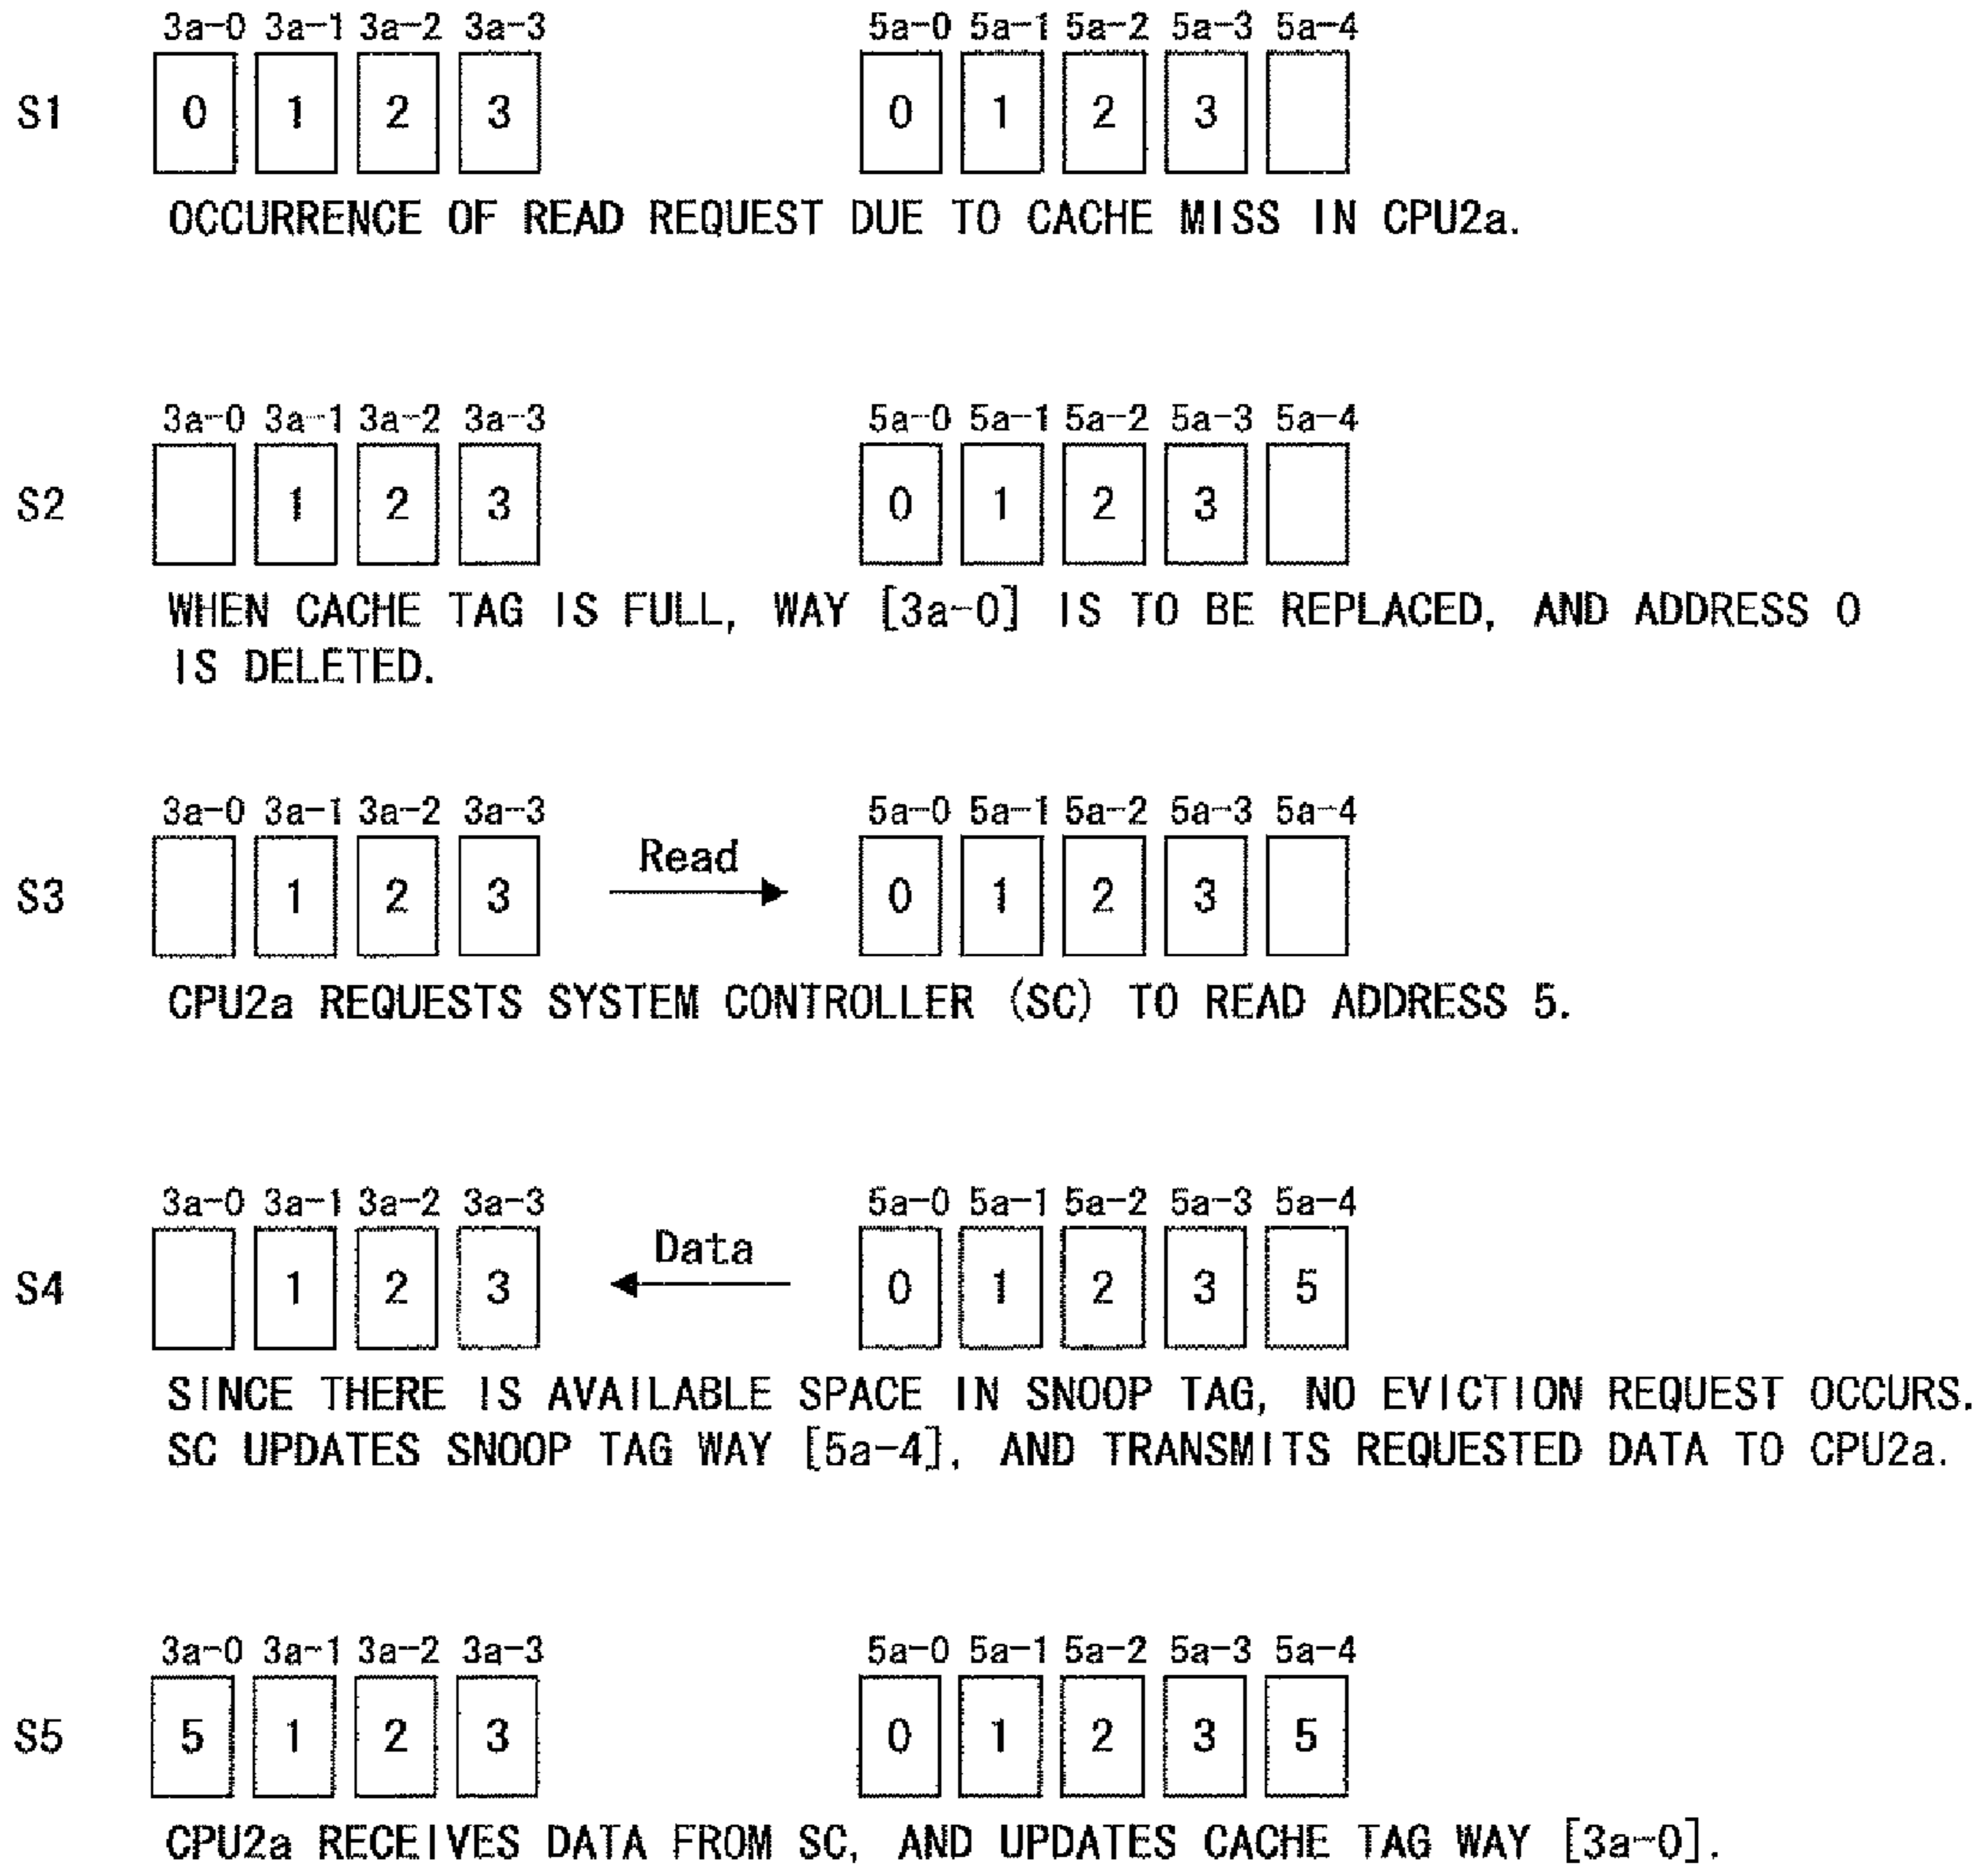 3a-0 3a-1 3a-2 3a-3 5a-0 5a-1 5a-2 5a-3 5a-4
S1 0 1 2 3 0 1 2 3
OCCURRENCE OF READ REQUEST DUE TO CACHE MISS IN CPU2a.
3a-0 3a-1 3a-2 3a-3 5a-0 5a-1 5a-2 5a-3 5a-4
S2 1 2 3 0 1 2 3
WHEN CACHE TAG IS FULL, WAY [3a-0] IS TO BE REPLACED, AND ADDRESS 0
IS DELETED.
3a-0 3a-1 3a-2 3a-3 5a-0 5a-1 5a-2 5a-3 5a-4
Read
S3 1 2 3 0 1 2 3
CPU2a REQUESTS SYSTEM CONTROLLER (SC) TO READ ADDRESS 5.
3a-0 3a-1 3a-2 3a-3 5a-0 5a-1 5a-2 5a-3 5a-4
Data
S4 1 2 3 0 1 2 3 5
SINCE THERE IS AVAILABLE SPACE IN SNOOP TAG, NO EVICTION REQUEST OCCURS.
SC UPDATES SNOOP TAG WAY [5a-4], AND TRANSMITS REQUESTED DATA TO CPU2a.
3a-0 3a-1 3a-2 3a-3 5a-0 5a-1 5a-2 5a-3 5a-4
S5 5 1 2 3 0 1 2 3 5
CPU2a RECEIVES DATA FROM SC, AND UPDATES CACHE TAG WAY [3a-0].